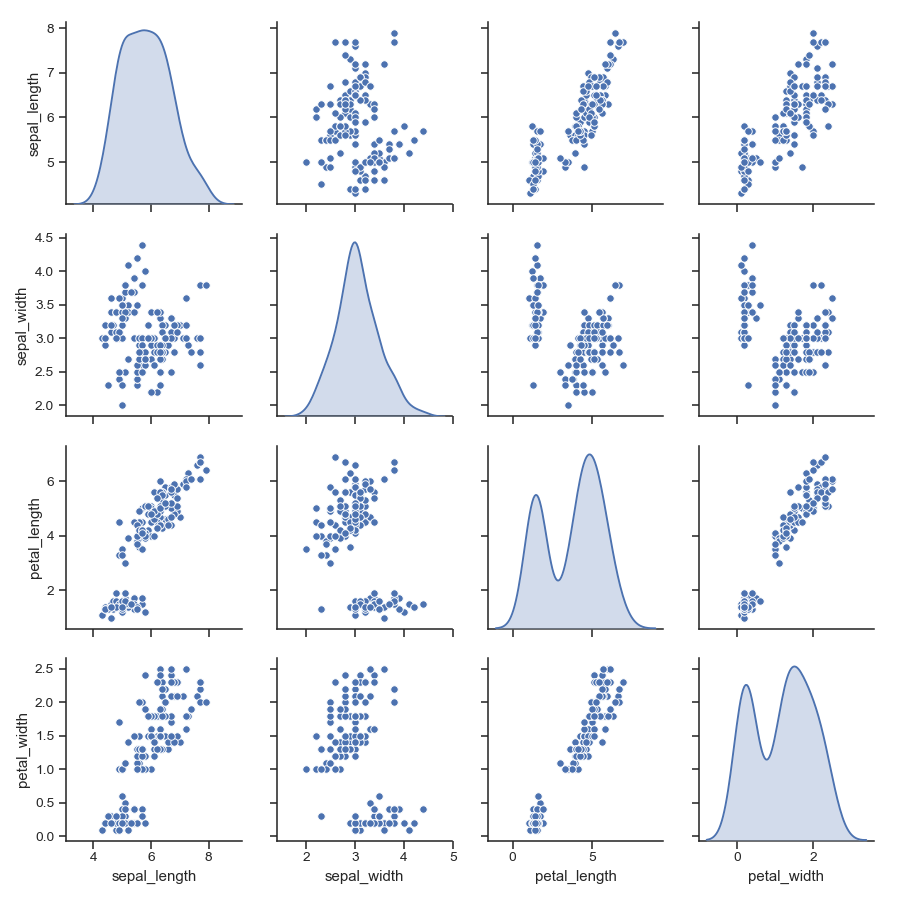 8
7
6
5
sepal_length
4.5
4.0
3.5
3.0
2.5
2.0
sepal_width
6
4
2
petal_length
2.5
2.0
1.5
1.0
0.5
0.0
petal_width
4 6 8
sepal_length
2 3 4 5
sepal_width
0 5
petal_length
0 2
petal_width